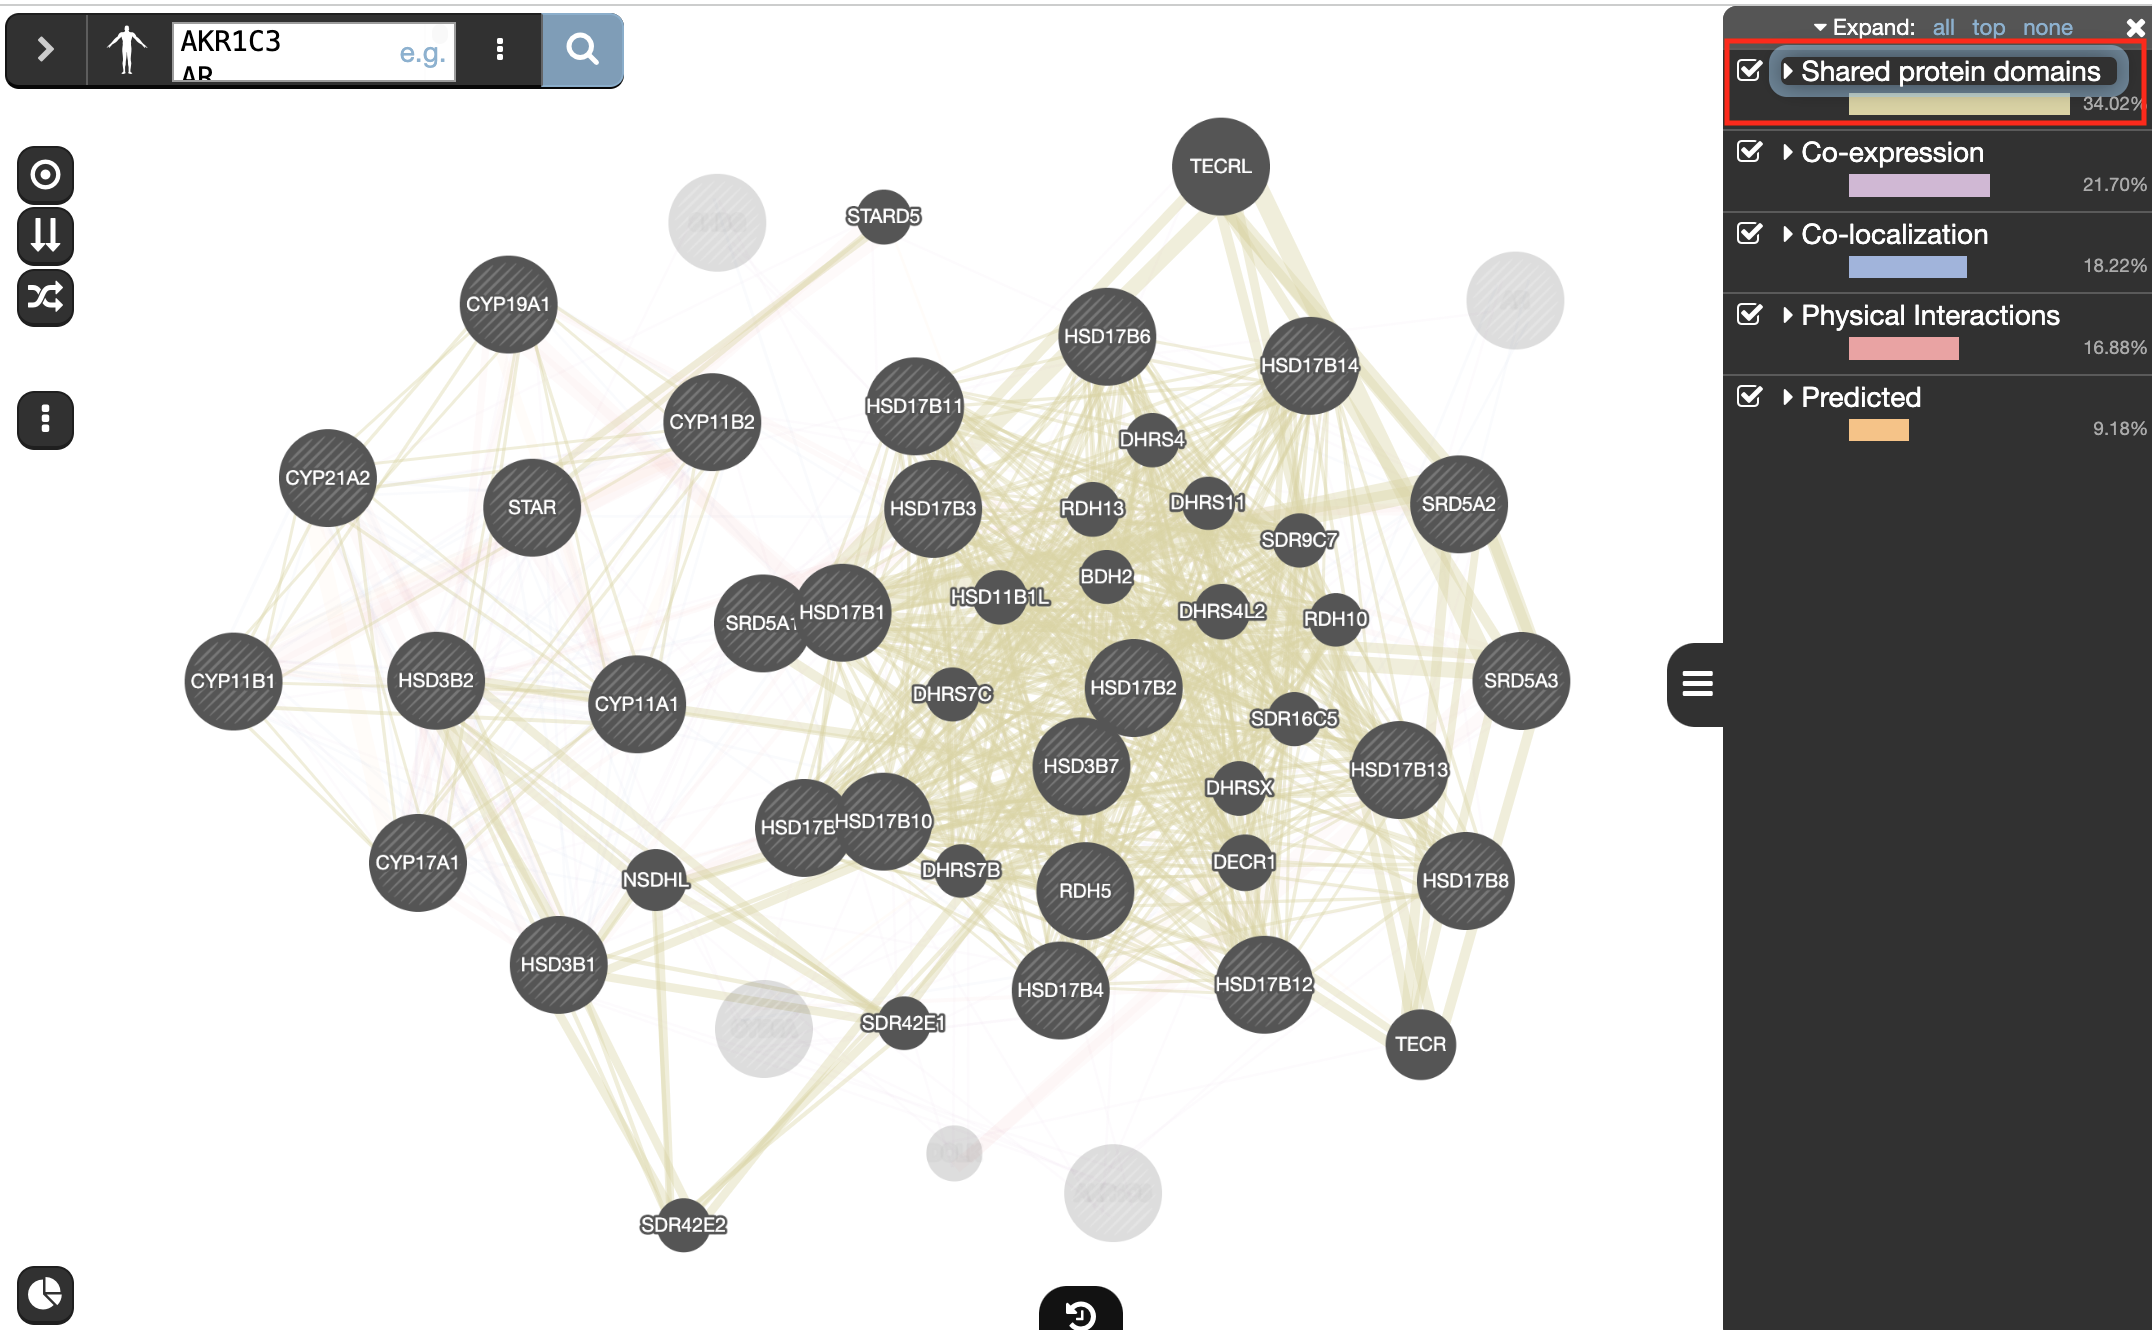 AKR1C3
AR
e.g.
Expand: all top none
Shared protein domains
34.02%
Co-expression
21.70%
Co-localization
18.22%
Physical Interactions
16.88%
Predicted
9.18%
TECRL
STARD5
CYP19A1
HSD17B6
HSD17B14
HSD17B11
CYP11B2
DHRS4
CYP21A2
STAR
HSD17B3
RDH13
DHRS11
SRD5A2
SDR9C7
BDH2
HSD11B1L
SRD5A1
HSD17B1
DHRS4L2
RDH10
CYP11B1
HSD3B2
CYP11A1
DHRS7C
HSD17B2
SRD5A3
SDR16C5
HSD3B7
HSD17B13
DHRSX
HSD17B
HSD17B10
CYP17A1
NSDHL
DHRS7B
RDH5
DECR1
HSD17B8
HSD3B1
HSD17B4
HSD17B12
SDR42E1
TECR
SDR42E2